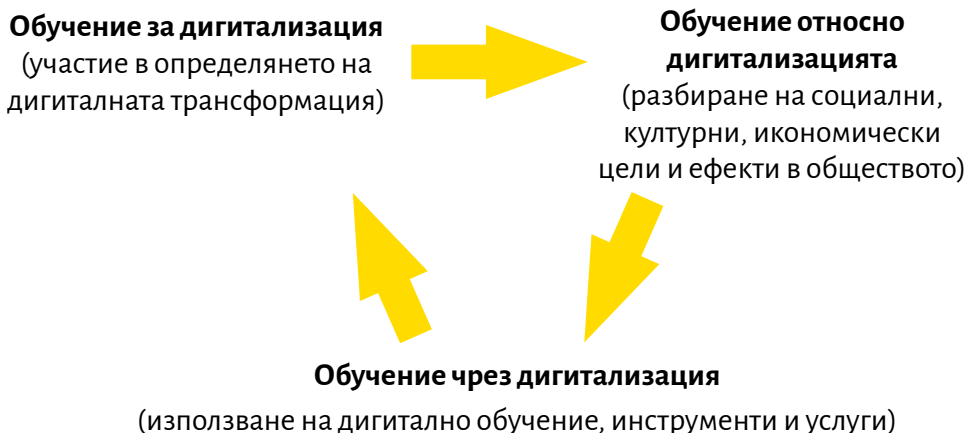 Обучение за дигитализация
(участие в определянето на
дигиталната трансформация)
Обучение относно
дигитализацията
(разбиране на социални,
културни, икономически
цели и ефекти в обществото)
Обучение чрез дигитализация
(използване на дигитално обучение, инструменти и услуги)